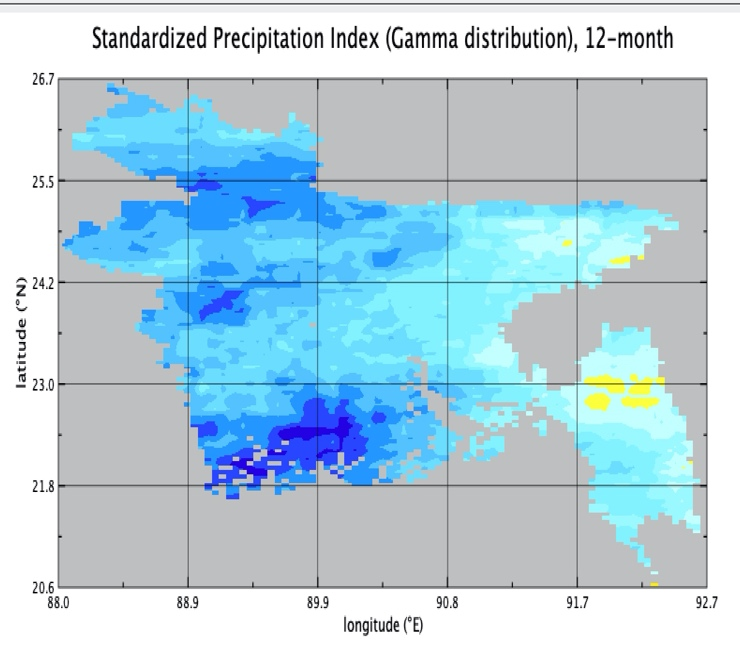 Standardized Precipitation Index (Gamma distribution), 12-month
26.7
25.5
24.2
23.0
21.8
20.6
latitude (°N)
88.0 88.9 89.9 90.8 91.7 92.7
longitude (°E)